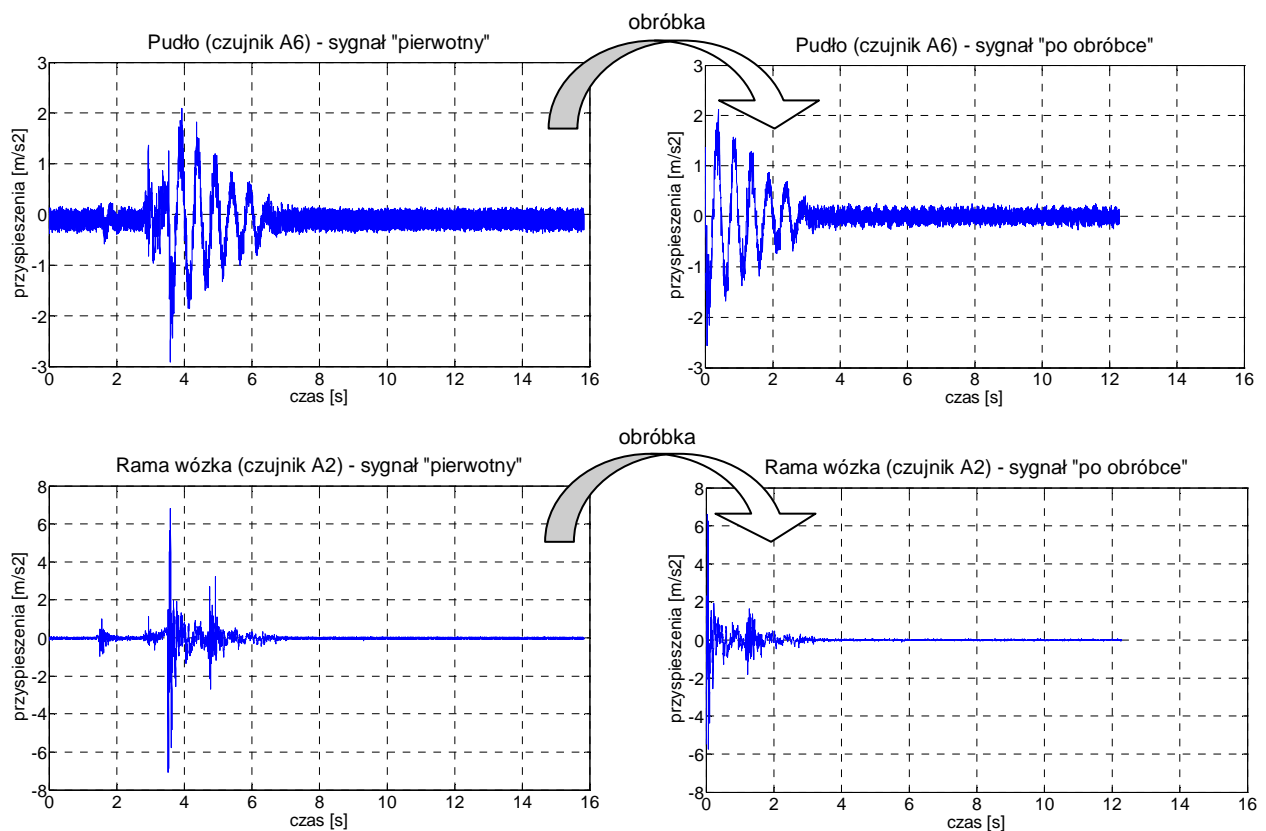 obróbka
Pudło (czujnik A6) - sygnał "pierwotny"
Pudło (czujnik A6) - sygnał "po obróbce"
przyspieszenia [m/s2]
3
2
1
0
-1
-2
-3
0 2 4 6 8 10 12 14 16
czas [s]
przyspieszenia [m/s2]
3
2
1
0
-1
-2
-3
0 2 4 6 8 10 12 14 16
czas [s]
obróbka
Rama wózka (czujnik A2) - sygnał "pierwotny"
Rama wózka (czujnik A2) - sygnał "po obróbce"
przyspieszenia [m/s2]
8
6
4
2
0
-2
-4
-6
-8
0 2 4 6 8 10 12 14 16
czas [s]
przyspieszenia [m/s2]
8
6
4
2
0
-2
-4
-6
-8
0 2 4 6 8 10 12 14 16
czas [s]